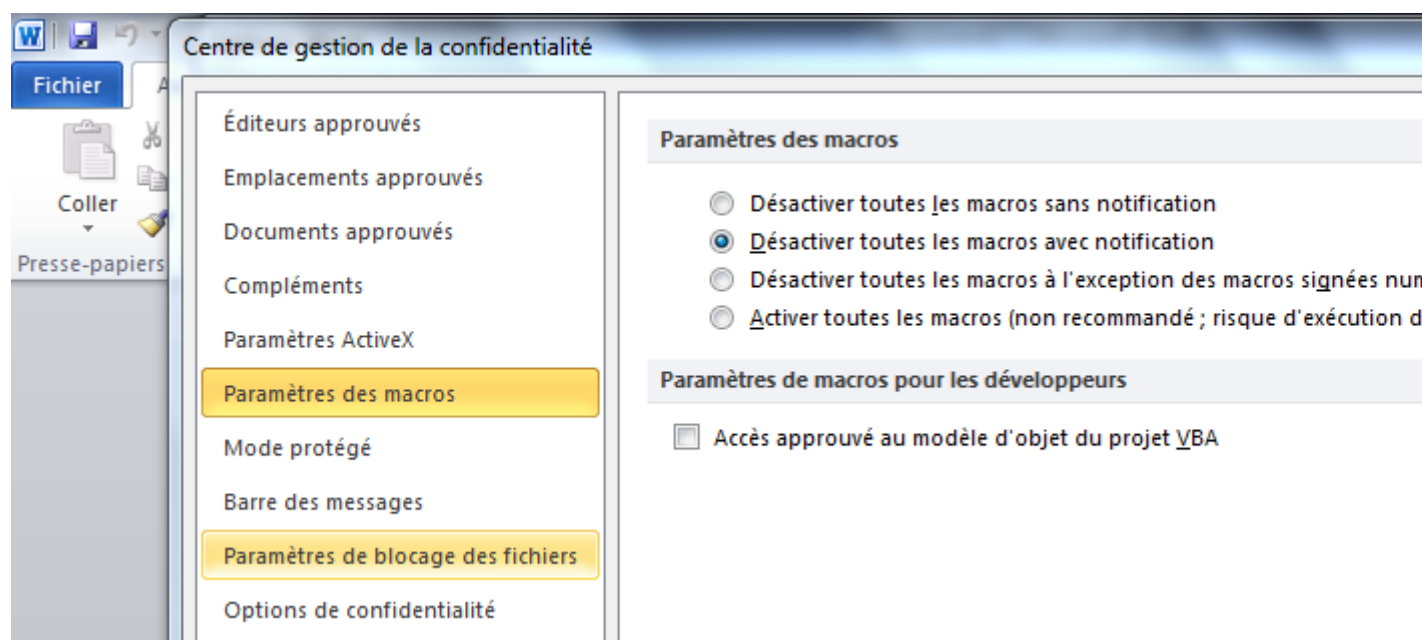 W
Centre de gestion de la confidentialité
Fichier
A
Coller
Presse-papiers
Éditeurs approuvés
Emplacements approuvés
Documents approuvés
Compléments
Paramètres ActiveX
Paramètres des macros
Mode protégé
Barre des messages
Paramètres de blocage des fichiers
Options de confidentialité
Paramètres des macros
Désactiver toutes les macros sans notification
Désactiver toutes les macros avec notification
Désactiver toutes les macros à l'exception des macros signées num
Activer toutes les macros (non recommandé ; risque d'exécution d
Paramètres de macros pour les développeurs
Accès approuvé au modèle d'objet du projet VBA